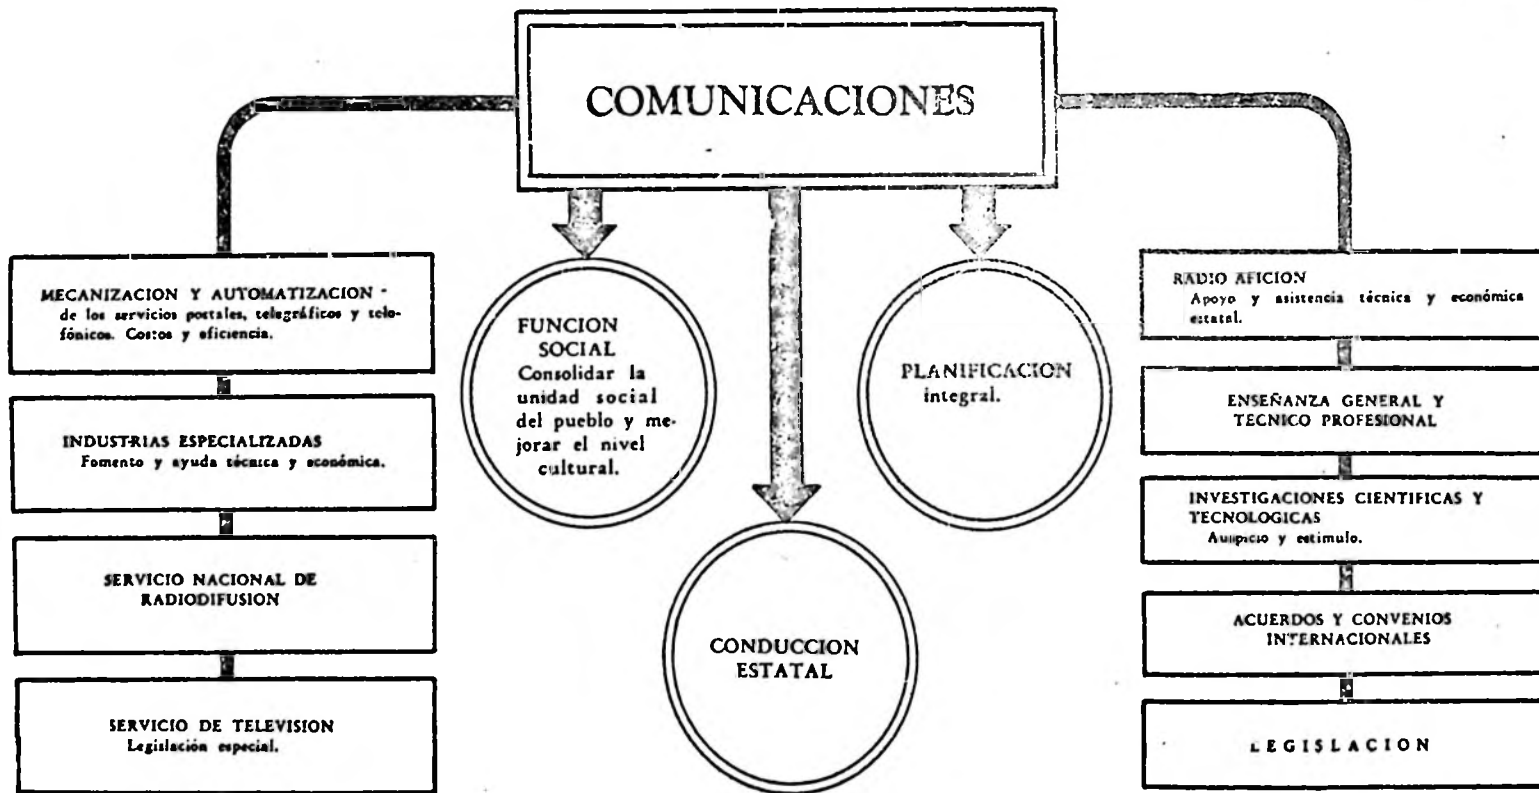 COMUNICACIONES
MECANIZACION Y AUTOMATIZACION -
de los servicios postales, telegráficos y tele-
fónicos. Costos y eficiencia.
INDUSTRIAS ESPECIALIZADAS
Fomento y ayuda técnica y económica.
SERVICIO NACIONAL DE
RADIODIFUSION
SERVICIO DE TELEVISION
Legislación especial.
FUNCION
SOCIAL
Consolidar la
unidad social
del pueblo y me-
jorar el nivel
cultural.
CONDUCCION
ESTATAL
PLANIFICACION
integral.
RADIO AFICION
Apoyo y asistencia técnica y económica
estatal.
ENSEÑANZA GENERAL Y
TECNICO PROFESIONAL
INVESTIGACIONES CIENTIFICAS Y
TECNOLOGICAS
Auspicio y estimulo.
ACUERDOS Y CONVENIOS
INTERNACIONALES
LEGISLACION